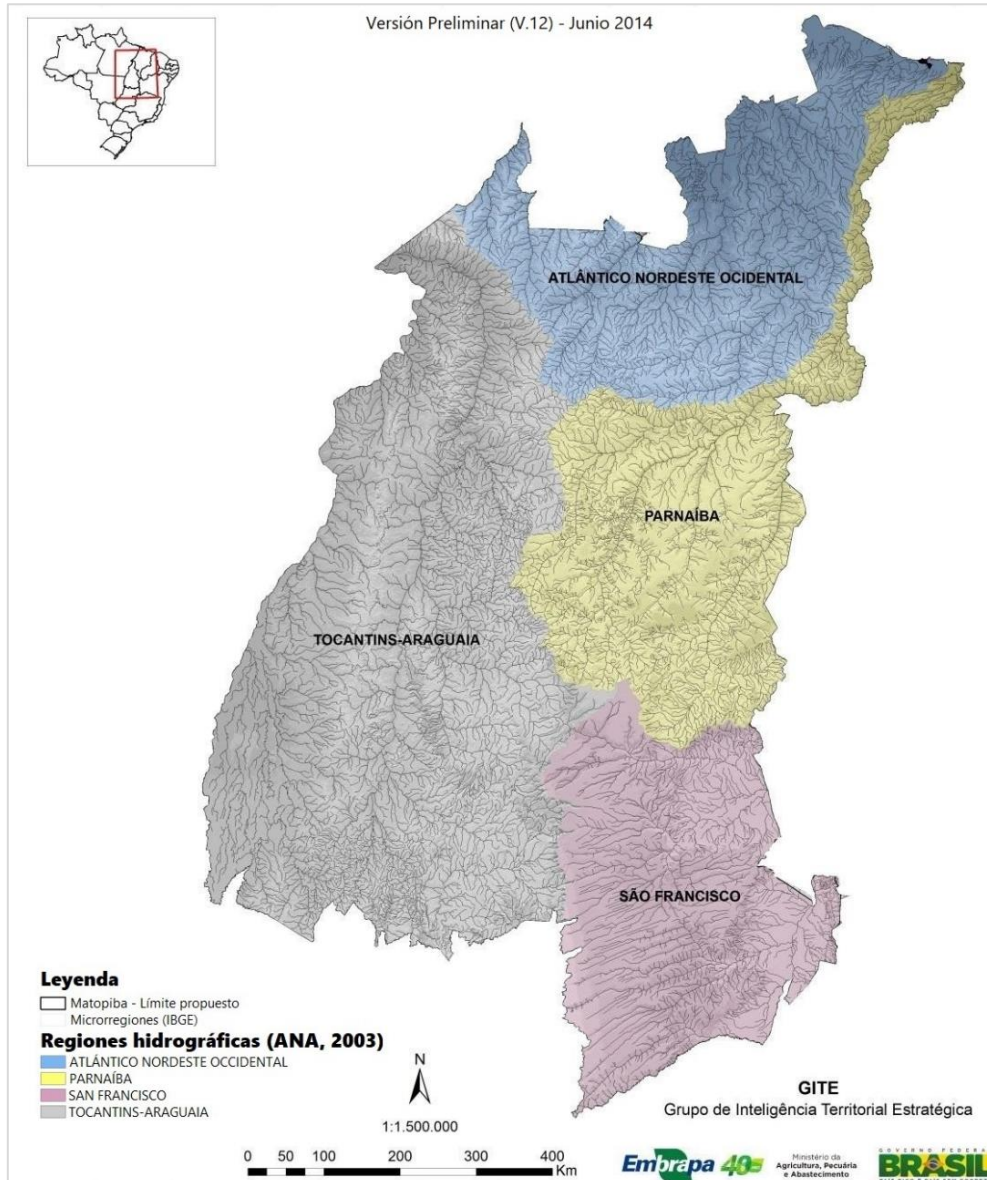 Versión Preliminar (V.12) - Junio 2014
ATLÂNTICO NORDESTE OCIDENTAL
PARNAÍBA
TOCANTINS-ARAGUAIA
SÃO FRANCISCO
Leyenda
Matopiba - Límite propuesto
Microrregiones (IBGE)
Regiones hidrográficas (ANA, 2003)
ATLÁNTICO NORDESTE OCCIDENTAL
PARNAÍBA
SAN FRANCISCO
TOCANTINS-ARAGUAIA
N
1:1.500.000
0 50 100 200 300 400
Km
GITE
Grupo de Inteligência Territorial Estratégica
Embrapa 40
Ministério da
Agricultura, Pecuária
e Abastecimento
GOVERNO FEDERAL
BRASIL